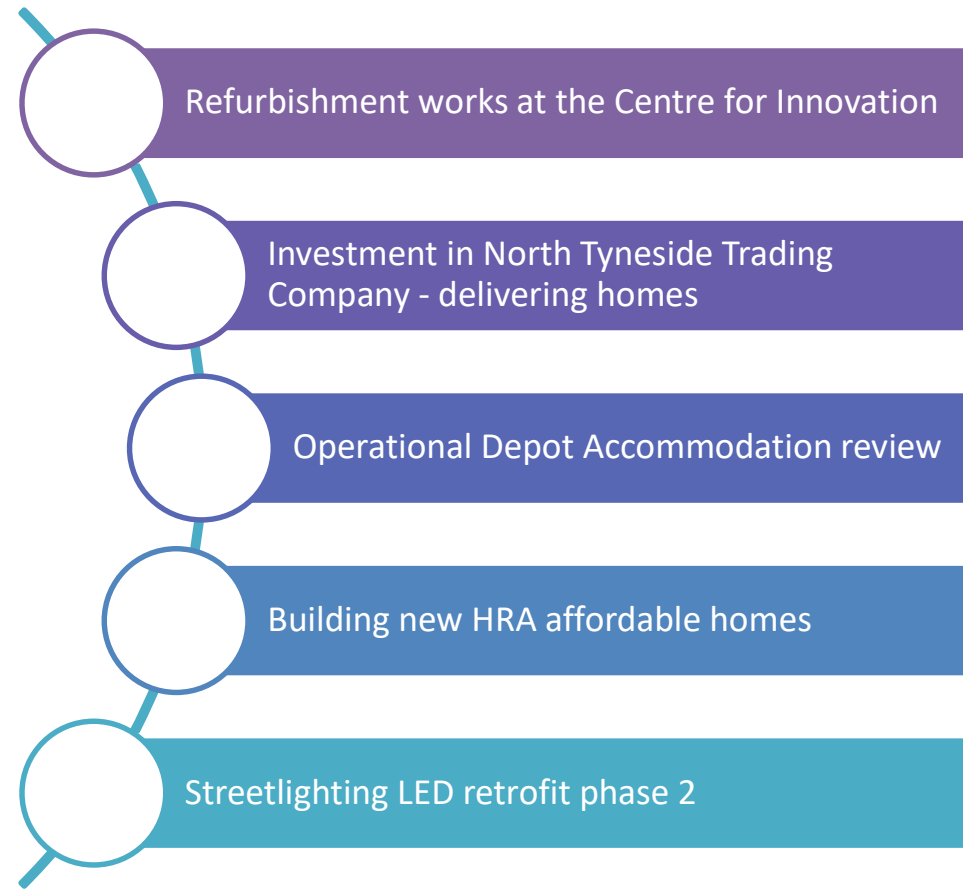 Refurbishment works at the Centre for Innovation
Investment in North Tyneside Trading
Company - delivering homes
Operational Depot Accommodation review
Building new HRA affordable homes
Streetlighting LED retrofit phase 2